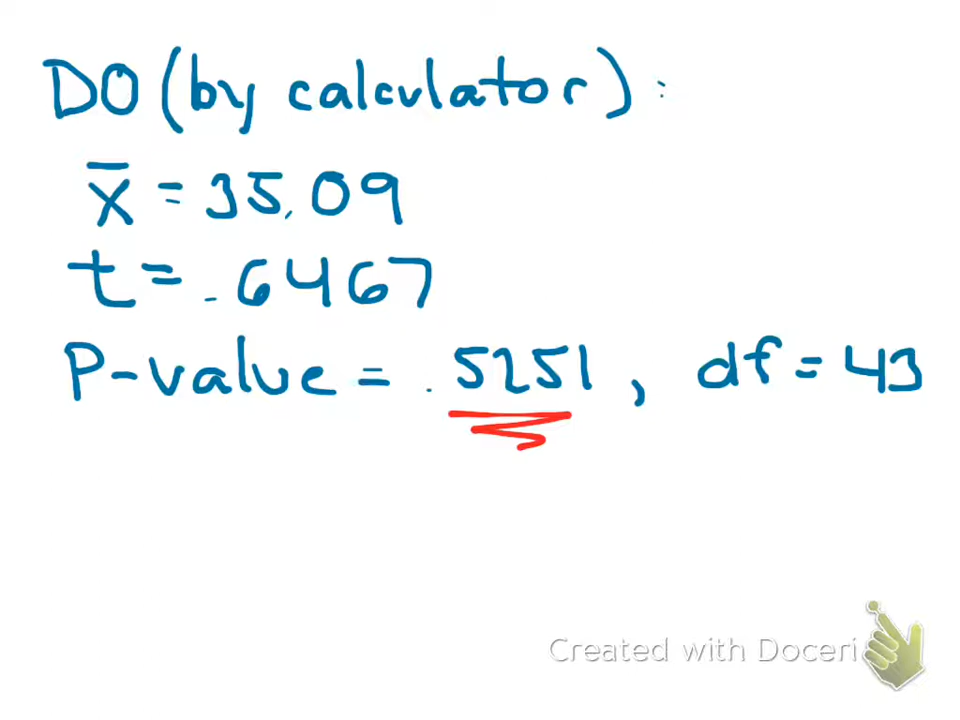 DO (by calculator):
x̄ = 35.09
t = .6467
P-value = .5251, df = 43
Created with Doceri